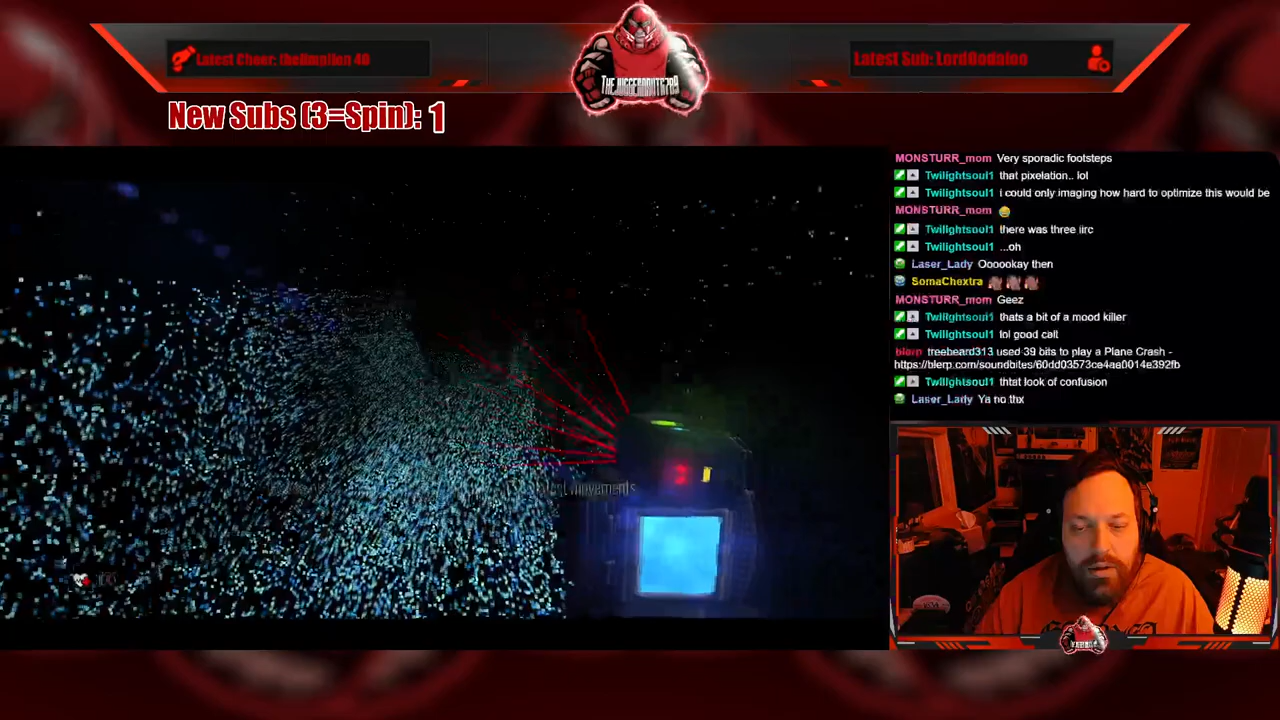 Latest Cheer: theimplien 40
Latest Sub: LordOodaloo
THEJUGGERNAUT6789
New Subs (3=Spin): 1
MONSTURR_mom Very sporadic footsteps
Twilightsoul1 that pixelation.. lol
Twilightsoul1 i could only imaging how hard to optimize this would be
MONSTURR_mom
Twilightsoul1 there was three iirc
Twilightsoul1 ...oh
Laser_Lady Oooookay then
SomaChextra
MONSTURR_mom Geez
Twilightsoul1 thats a bit of a mood killer
Twilightsoul1 lol good call
blerp treebeard313 used 39 bits to play a Plane Crash -
https://blerp.com/soundbites/60dd03573ce4aa0014e392fb
Twilightsoul1 thtat look of confusion
Laser_Lady Ya no thx
movements